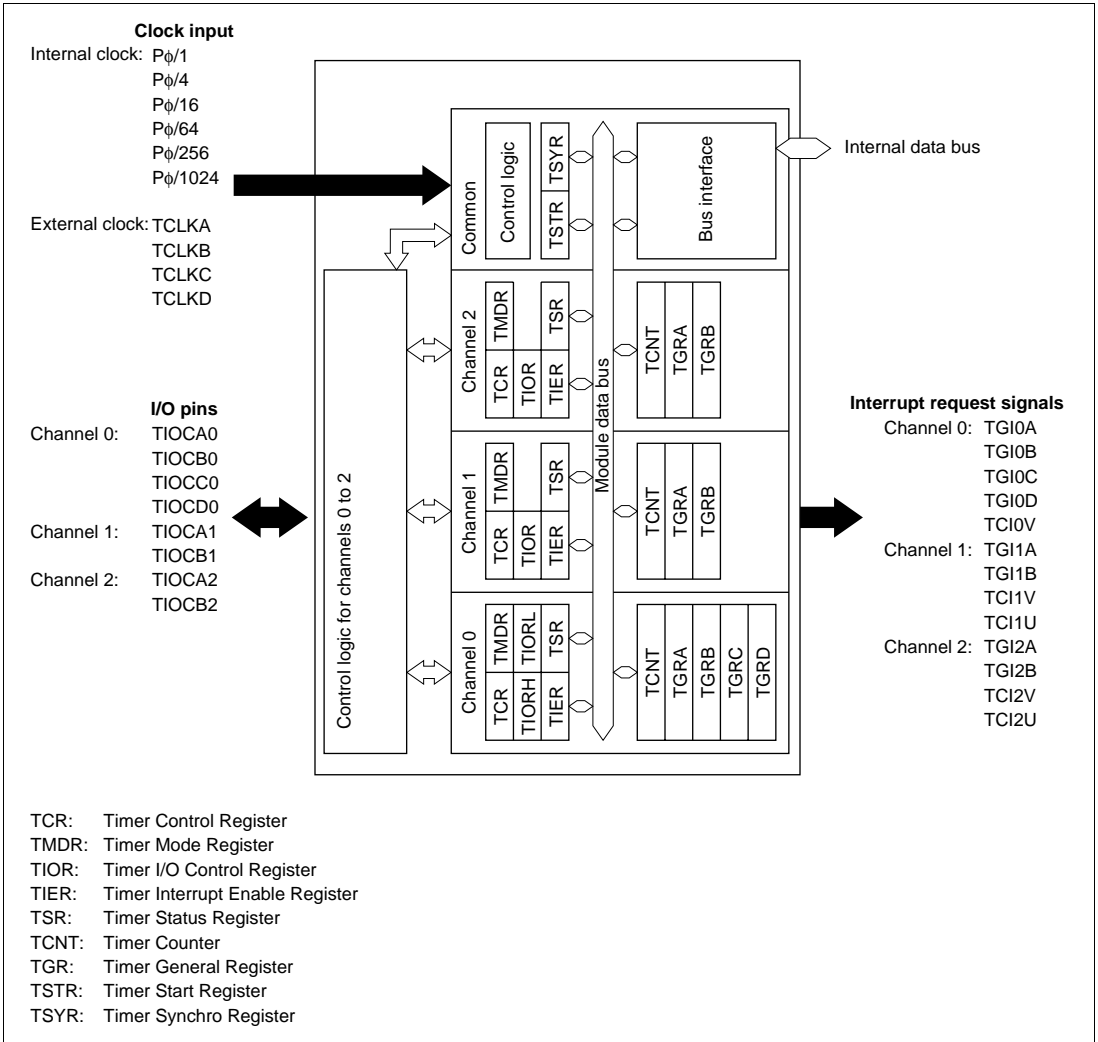 Clock input
Internal clock: Pϕ/1
Pϕ/4
Pϕ/16
Pϕ/64
Pϕ/256
Pϕ/1024
External clock: TCLKA
TCLKB
TCLKC
TCLKD
I/O pins
Channel 0: TIOCA0
TIOCB0
TIOCC0
TIOCD0
Channel 1: TIOCA1
TIOCB1
Channel 2: TIOCA2
TIOCB2
Control logic for channels 0 to 2
Common
Control logic
TSTR TSYR
Bus interface
Module data bus
Channel 2
TCR TMDR
TIOR
TIER TSR
TCNT
TGRA
TGRB
Channel 1
TCR TMDR
TIOR
TIER TSR
TCNT
TGRA
TGRB
Channel 0
TCR TMDR
TIORH TIORL
TIER TSR
TCNT
TGRA
TGRB
TGRC
TGRD
Internal data bus
Interrupt request signals
Channel 0: TGI0A
TGI0B
TGI0C
TGI0D
TCI0V
Channel 1: TGI1A
TGI1B
TCI1V
TCI1U
Channel 2: TGI2A
TGI2B
TCI2V
TCI2U
TCR: Timer Control Register
TMDR: Timer Mode Register
TIOR: Timer I/O Control Register
TIER: Timer Interrupt Enable Register
TSR: Timer Status Register
TCNT: Timer Counter
TGR: Timer General Register
TSTR: Timer Start Register
TSYR: Timer Synchro Register